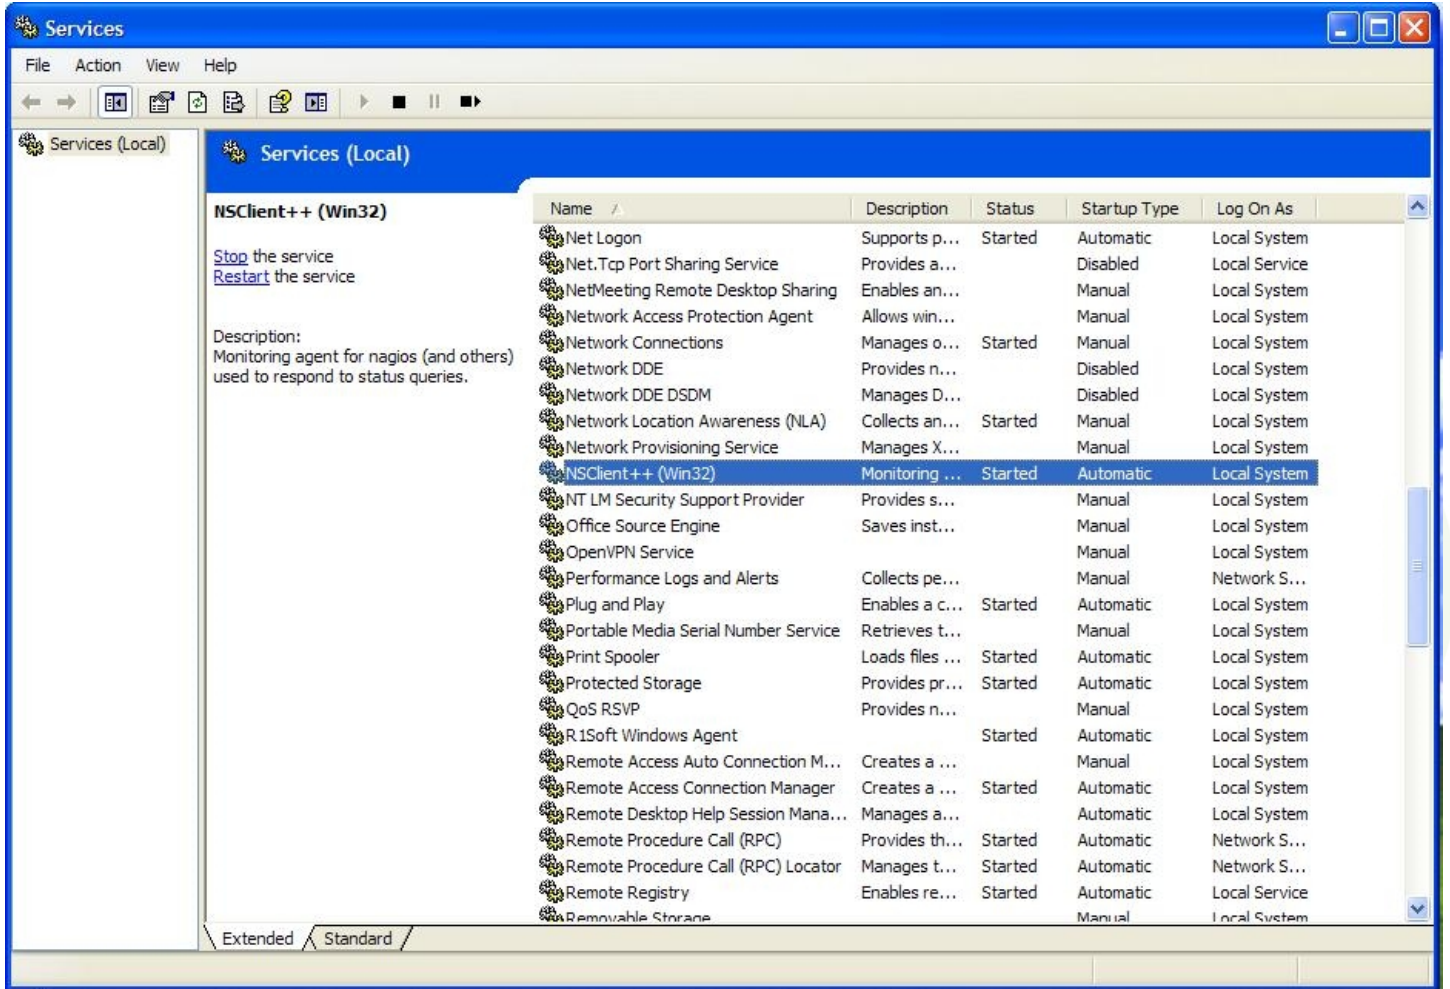 Services
File Action View Help
Services (Local)
Services (Local)
NSClient++ (Win32)
Stop the service
Restart the service
Description:
Monitoring agent for nagios (and others)
used to respond to status queries.
Name Description Status Startup Type Log On As
Net Logon Supports p... Started Automatic Local System
Net.Tcp Port Sharing Service Provides a... Disabled Local Service
NetMeeting Remote Desktop Sharing Enables an... Manual Local System
Network Access Protection Agent Allows win... Manual Local System
Network Connections Manages o... Started Manual Local System
Network DDE Provides n... Disabled Local System
Network DDE DSDM Manages D... Disabled Local System
Network Location Awareness (NLA) Collects an... Started Manual Local System
Network Provisioning Service Manages X... Manual Local System
NSClient++ (Win32) Monitoring ... Started Automatic Local System
NT LM Security Support Provider Provides s... Manual Local System
Office Source Engine Saves inst... Manual Local System
OpenVPN Service Manual Local System
Performance Logs and Alerts Collects pe... Manual Network S...
Plug and Play Enables a c... Started Automatic Local System
Portable Media Serial Number Service Retrieves t... Manual Local System
Print Spooler Loads files ... Started Automatic Local System
Protected Storage Provides pr... Started Automatic Local System
QoS RSVP Provides n... Manual Local System
R1Soft Windows Agent Started Automatic Local System
Remote Access Auto Connection M... Creates a ... Manual Local System
Remote Access Connection Manager Creates a ... Started Automatic Local System
Remote Desktop Help Session Mana... Manages a... Automatic Local System
Remote Procedure Call (RPC) Provides th... Started Automatic Network S...
Remote Procedure Call (RPC) Locator Manages t... Started Automatic Network S...
Remote Registry Enables re... Started Automatic Local Service
Removable Storage Manual Local System
Extended Standard